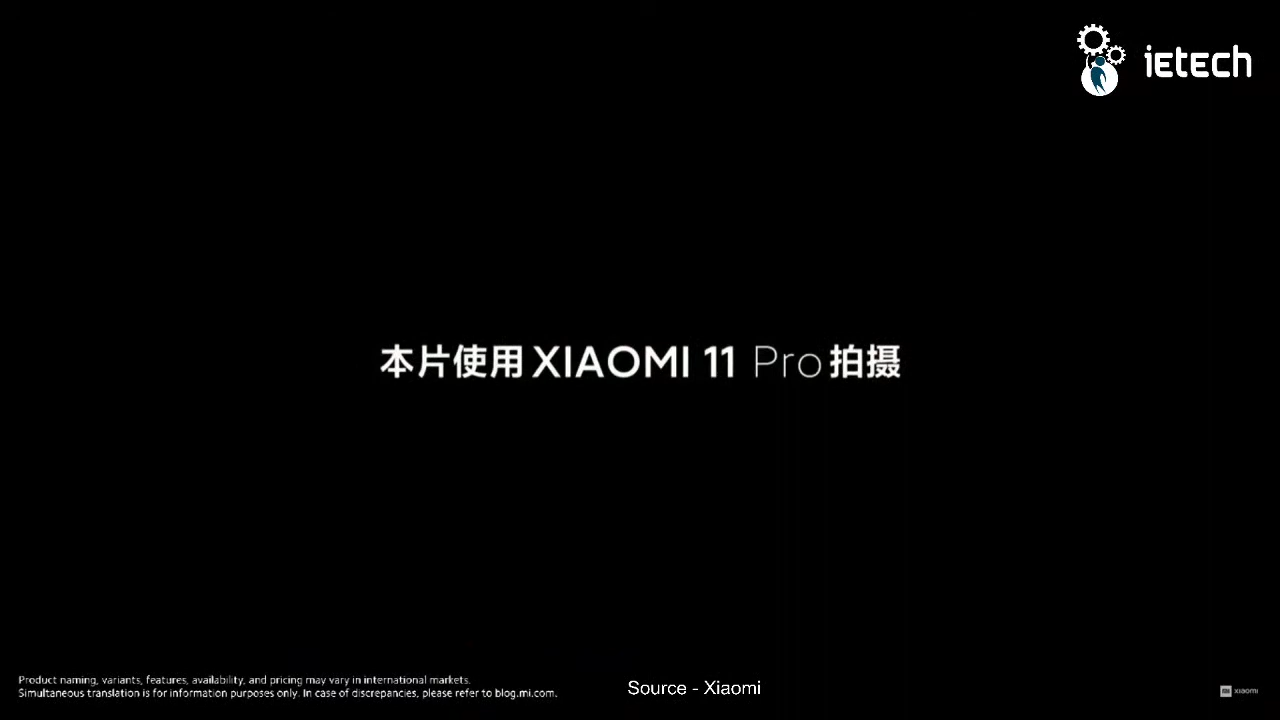 ietech
本片使用 XIAOMI 11 Pro 拍摄
Product naming, variants, features, availability, and pricing may vary in international markets.
Simultaneous translation is for information purposes only. In case of discrepancies, please refer to blog.mi.com.
Source - Xiaomi
mi xiaomi